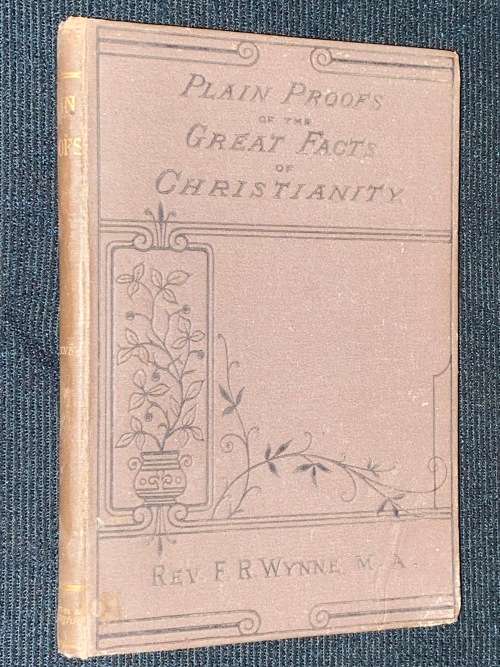 PLAIN PROOFS
OF THE
GREAT FACTS
OF
CHRISTIANITY
REV. F. R. WYNNE, M. A.